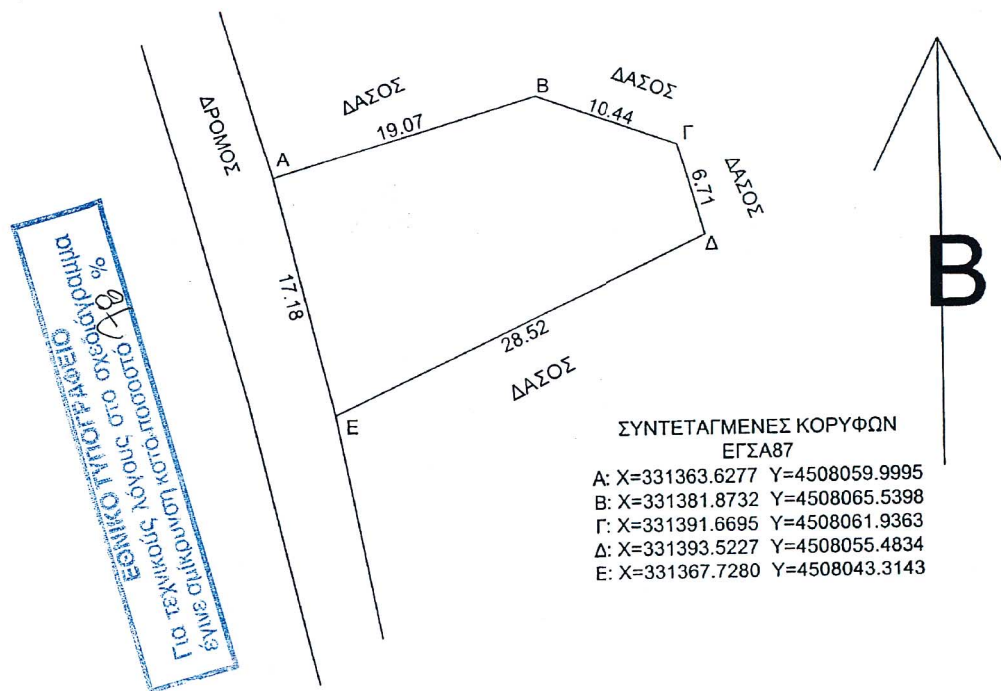 ΔΡΟΜΟΣ
ΔΑΣΟΣ
19.07
Α
Β
ΔΑΣΟΣ
10.44
Γ
6.71
ΔΑΣΟΣ
Δ
17.18
28.52
ΔΑΣΟΣ
Ε
Β
ΣΥΝΤΕΤΑΓΜΕΝΕΣ ΚΟΡΥΦΩΝ
ΕΓΣΑ87
Α: Χ=331363.6277 Υ=4508059.9995
Β: Χ=331381.8732 Υ=4508065.5398
Γ: Χ=331391.6695 Υ=4508061.9363
Δ: Χ=331393.5227 Υ=4508055.4834
Ε: Χ=331367.7280 Υ=4508043.3143
ΕΘΝΙΚΟ ΤΥΠΟΓΡΑΦΕΙΟ
Για τεχνικούς λόγους στο σχεδιάγραμμα
έγινε σμίκρυνση κατά ποσοστό %